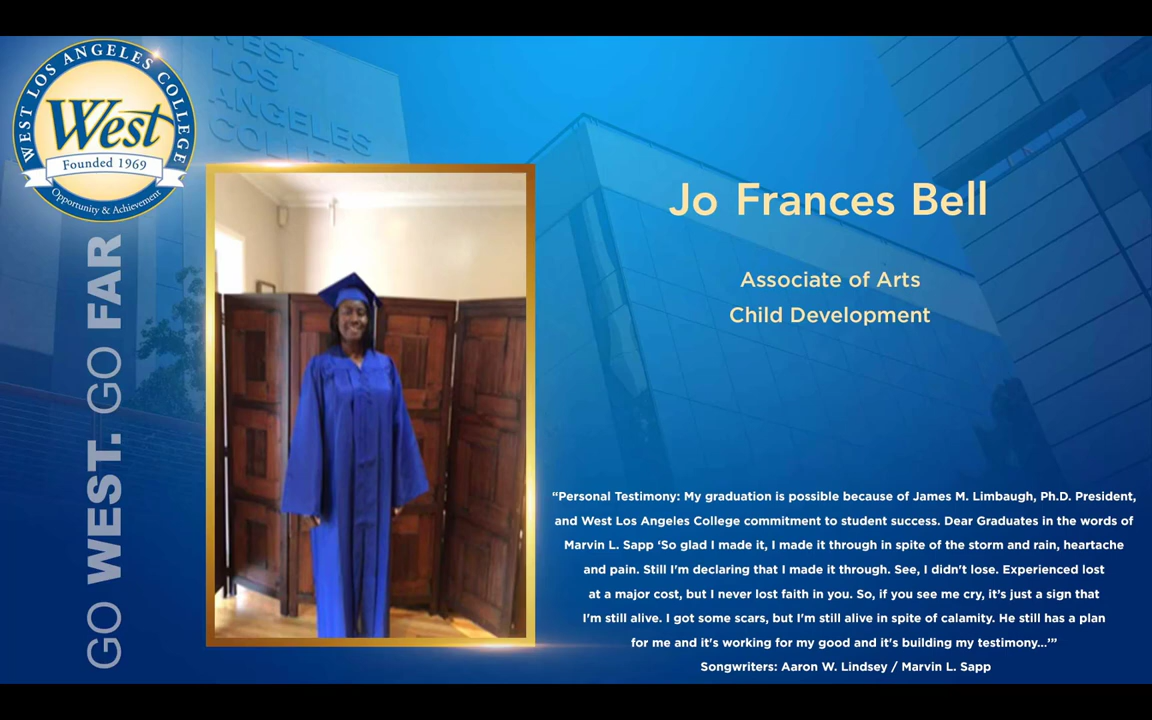 WEST LOS ANGELES COLLEGE
West
Founded 1969
Opportunity & Achievement
WEST
LOS
ANGELES
COLLEGE
GO WEST. GO FAR
Jo Frances Bell
Associate of Arts
Child Development
“Personal Testimony: My graduation is possible because of James M. Limbaugh, Ph.D. President,
and West Los Angeles College commitment to student success. Dear Graduates in the words of
Marvin L. Sapp ‘So glad I made it, I made it through in spite of the storm and rain, heartache
and pain. Still I'm declaring that I made it through. See, I didn't lose. Experienced lost
at a major cost, but I never lost faith in you. So, if you see me cry, it’s just a sign that
I'm still alive. I got some scars, but I'm still alive in spite of calamity. He still has a plan
for me and it's working for my good and it's building my testimony...’”
Songwriters: Aaron W. Lindsey / Marvin L. Sapp